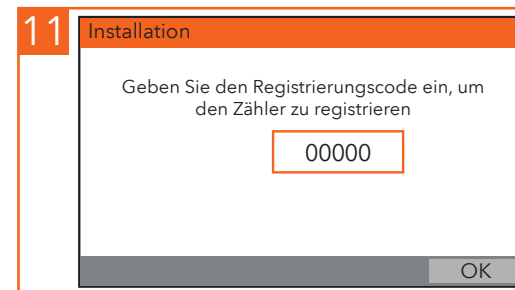 11
Installation
Geben Sie den Registrierungscode ein, um
den Zähler zu registrieren
00000
OK